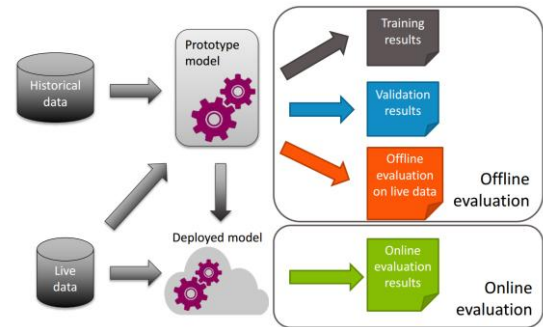 Historical
data
Prototype
model
Training
results
Validation
results
Offline
evaluation
on live data
Offline
evaluation
Live
data
Deployed model
Online
evaluation
results
Online
evaluation